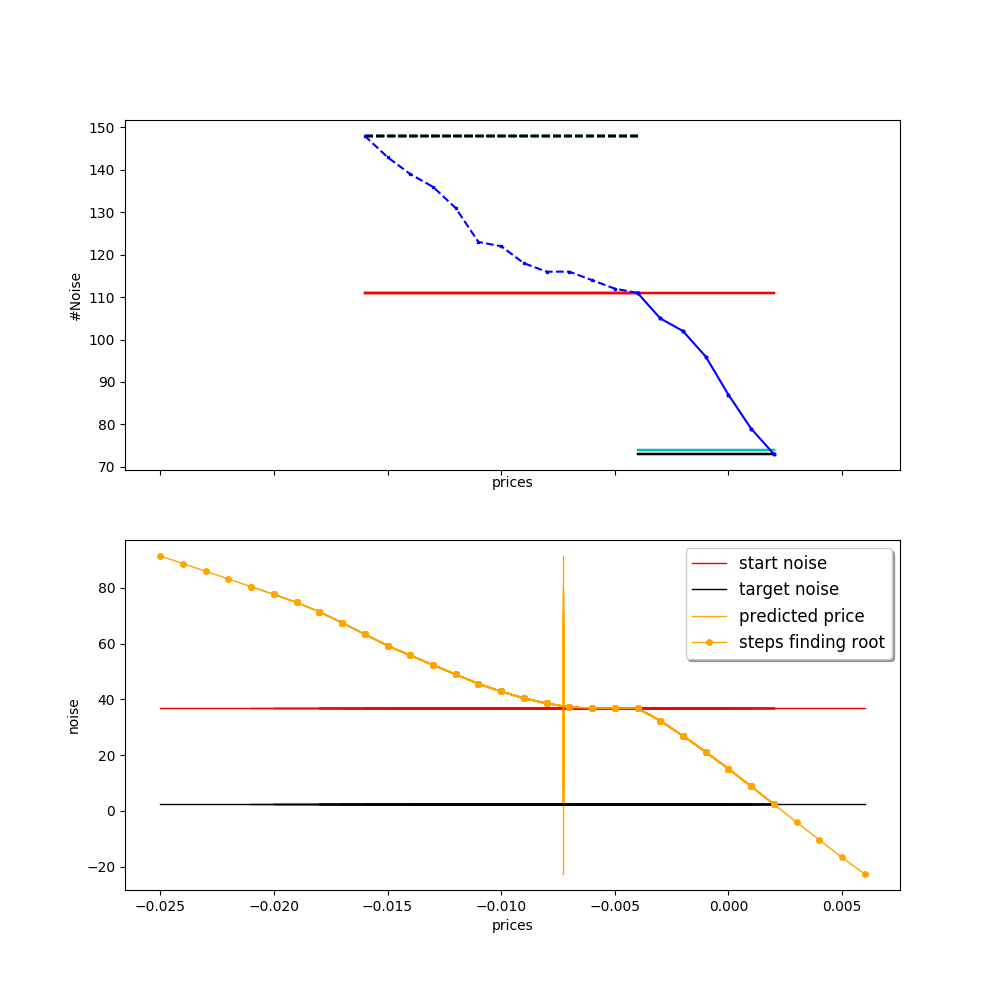 150
140
130
120
110
100
90
80
70
#Noise
prices
80
60
40
20
0
−20
noise
start noise
target noise
predicted price
steps finding root
−0.025 −0.020 −0.015 −0.010 −0.005 0.000 0.005
prices